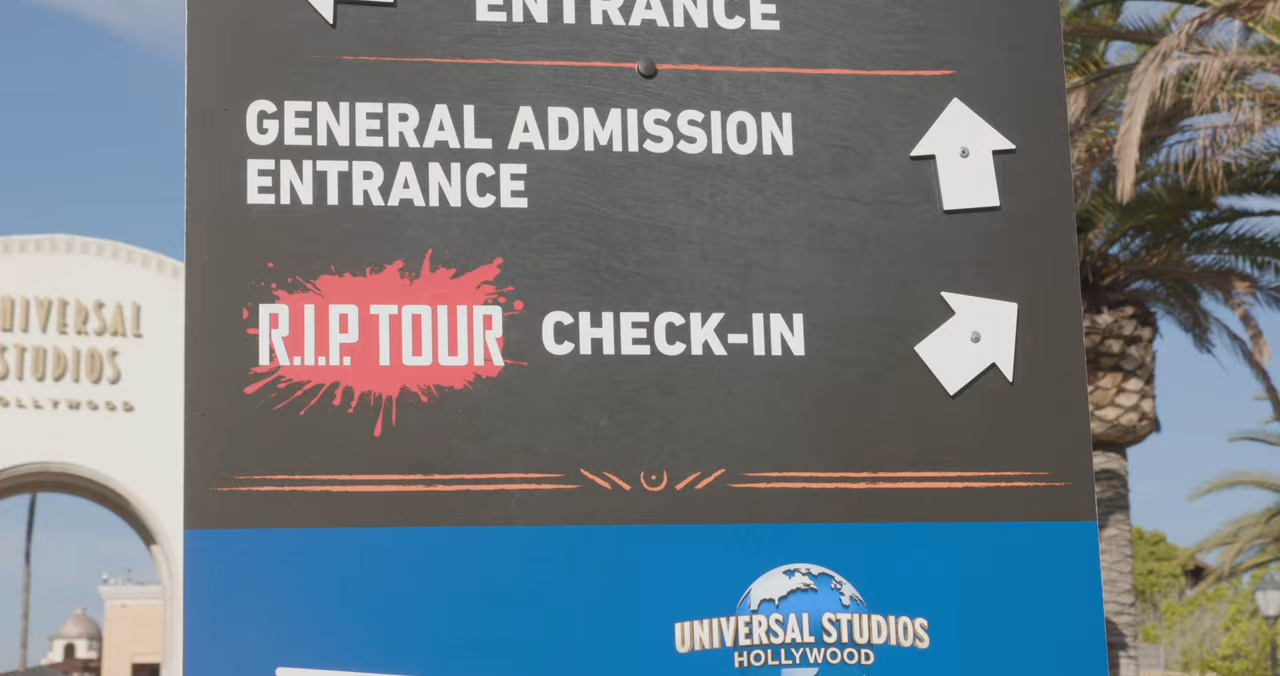 ENTRANCE
GENERAL ADMISSION
ENTRANCE
R.I.P. TOUR CHECK-IN
UNIVERSAL
STUDIOS
HOLLYWOOD
UNIVERSAL STUDIOS
HOLLYWOOD